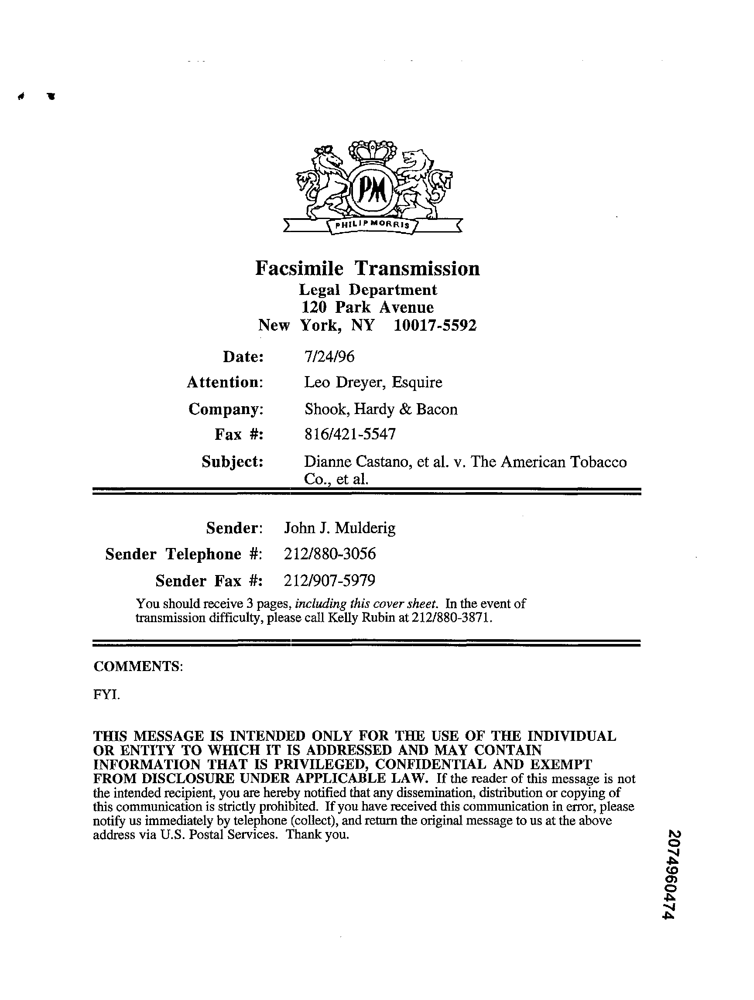 PM
PHILIP MORRIS
Facsimile Transmission
Legal Department
120 Park Avenue
New York, NY 10017-5592
Date: 7/24/96
Attention: Leo Dreyer, Esquire
Company: Shook, Hardy & Bacon
Fax #: 816/421-5547
Subject: Dianne Castano, et al. v. The American Tobacco
Co., et al.
Sender: John J. Mulderig
Sender Telephone #: 212/880-3056
Sender Fax #: 212/907-5979
You should receive 3 pages, including this cover sheet. In the event of
transmission difficulty, please call Kelly Rubin at 212/880-3871.
COMMENTS:
FYI.
THIS MESSAGE IS INTENDED ONLY FOR THE USE OF THE INDIVIDUAL
OR ENTITY TO WHICH IT IS ADDRESSED AND MAY CONTAIN
INFORMATION THAT IS PRIVILEGED, CONFIDENTIAL AND EXEMPT
FROM DISCLOSURE UNDER APPLICABLE LAW. If the reader of this message is not
the intended recipient, you are hereby notified that any dissemination, distribution or copying of
this communication is strictly prohibited. If you have received this communication in error, please
notify us immediately by telephone (collect), and return the original message to us at the above
address via U.S. Postal Services. Thank you.
2074960474